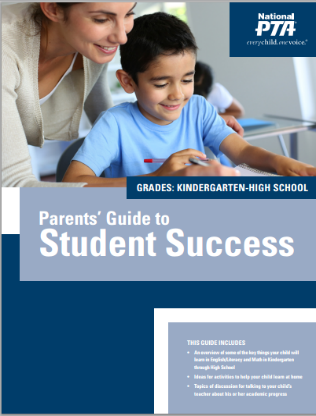 National
PTA
everychild.onevoice.®
GRADES: KINDERGARTEN-HIGH SCHOOL
Parents' Guide to
Student Success
THIS GUIDE INCLUDES
• An overview of some of the key things your child will
learn in English/Literacy and Math in Kindergarten
through High School
• Ideas for activities to help your child learn at home
• Topics of discussion for talking to your child's
teacher about his or her academic progress